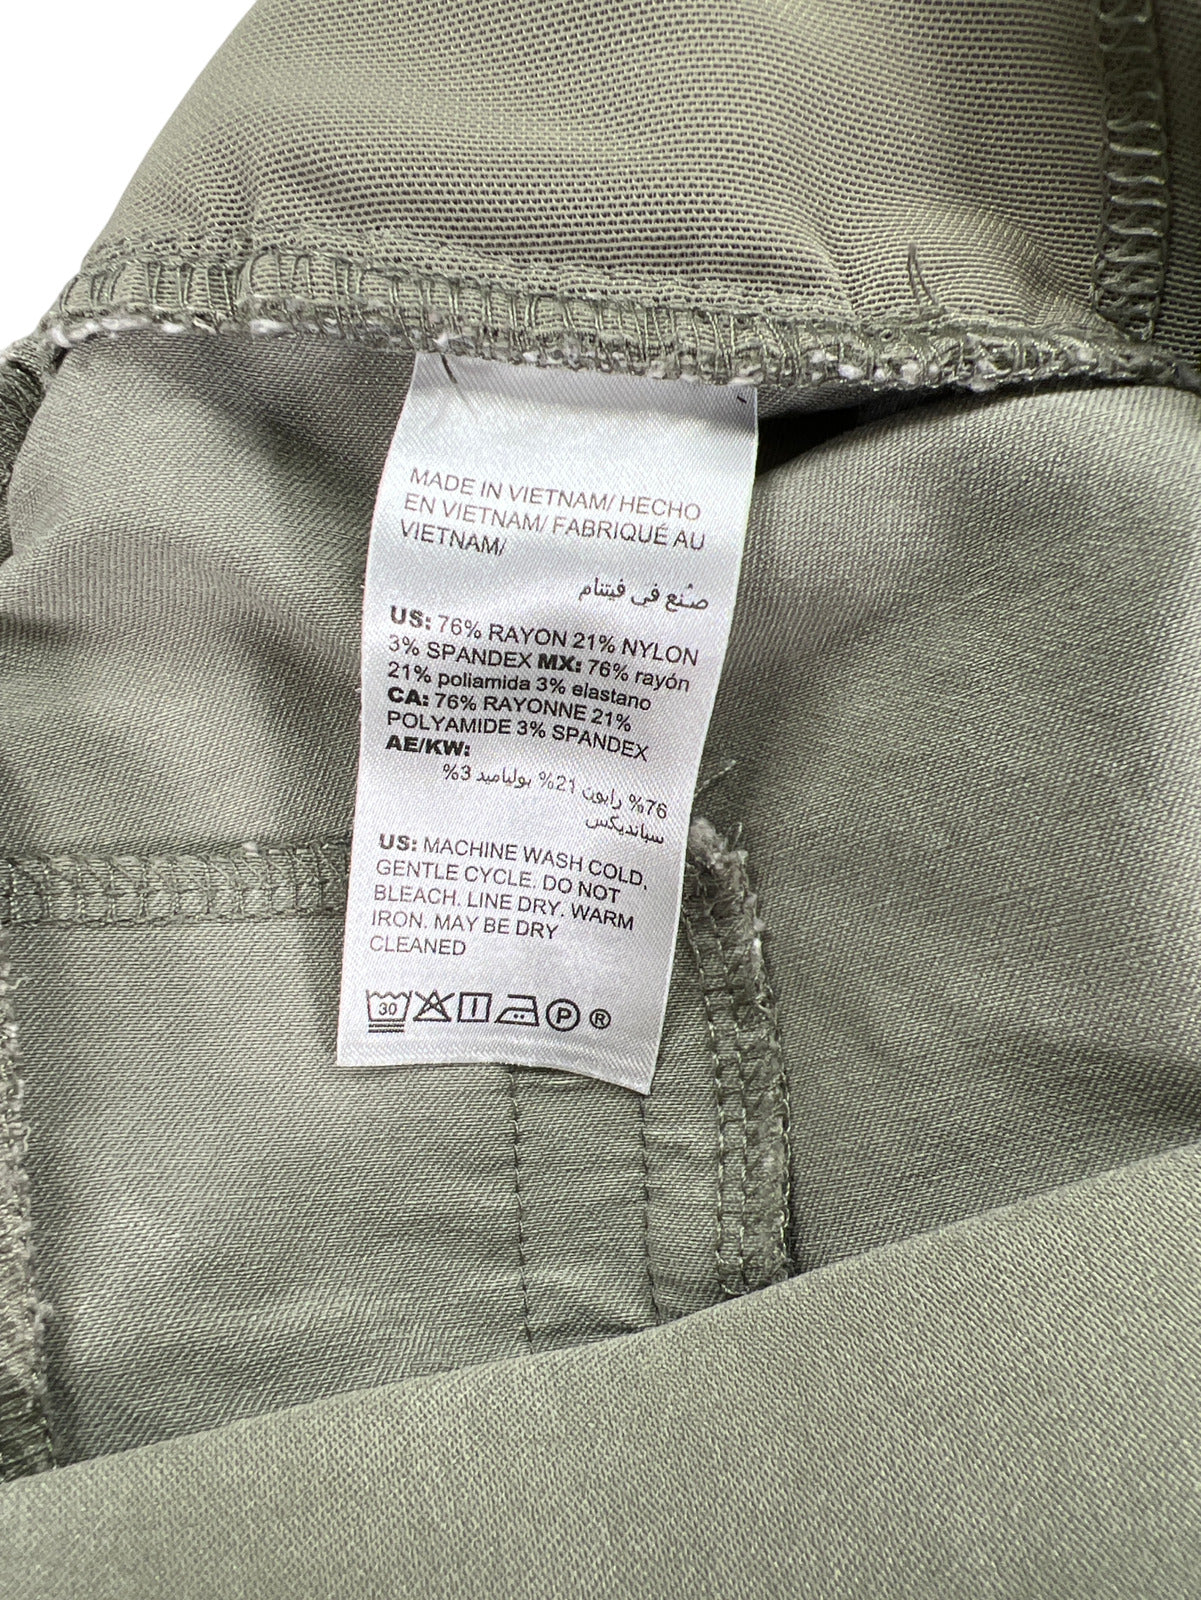 MADE IN VIETNAM/ HECHO
EN VIETNAM/ FABRIQUÉ AU
VIETNAM/
صُنع في فيتنام
US: 76% RAYON 21% NYLON
3% SPANDEX MX: 76% rayón
21% poliamida 3% elastano
CA: 76% RAYONNE 21%
POLYAMIDE 3% SPANDEX
AE/KW:
76% رايون 21% بولياميد 3%
سبانديكس
US: MACHINE WASH COLD.
GENTLE CYCLE. DO NOT
BLEACH. LINE DRY. WARM
IRON. MAY BE DRY
CLEANED
30 P ®